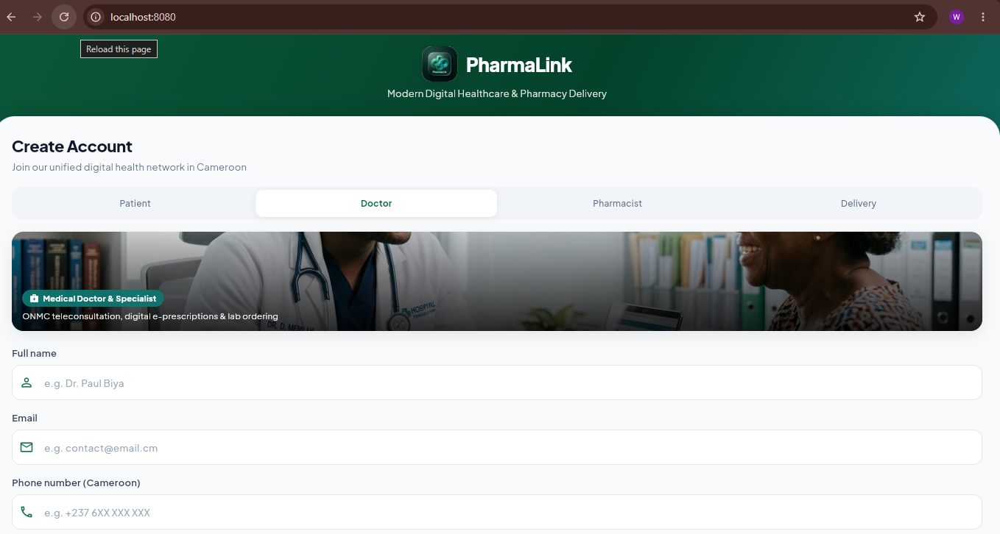 localhost:8080
W
Reload this page
PharmaLink
Modern Digital Healthcare & Pharmacy Delivery
Create Account
Join our unified digital health network in Cameroon
Patient
Doctor
Pharmacist
Delivery
Medical Doctor & Specialist
ONMC teleconsultation, digital e-prescriptions & lab ordering
Full name
e.g. Dr. Paul Biya
Email
e.g. contact@email.cm
Phone number (Cameroon)
e.g. +237 6XX XXX XXX